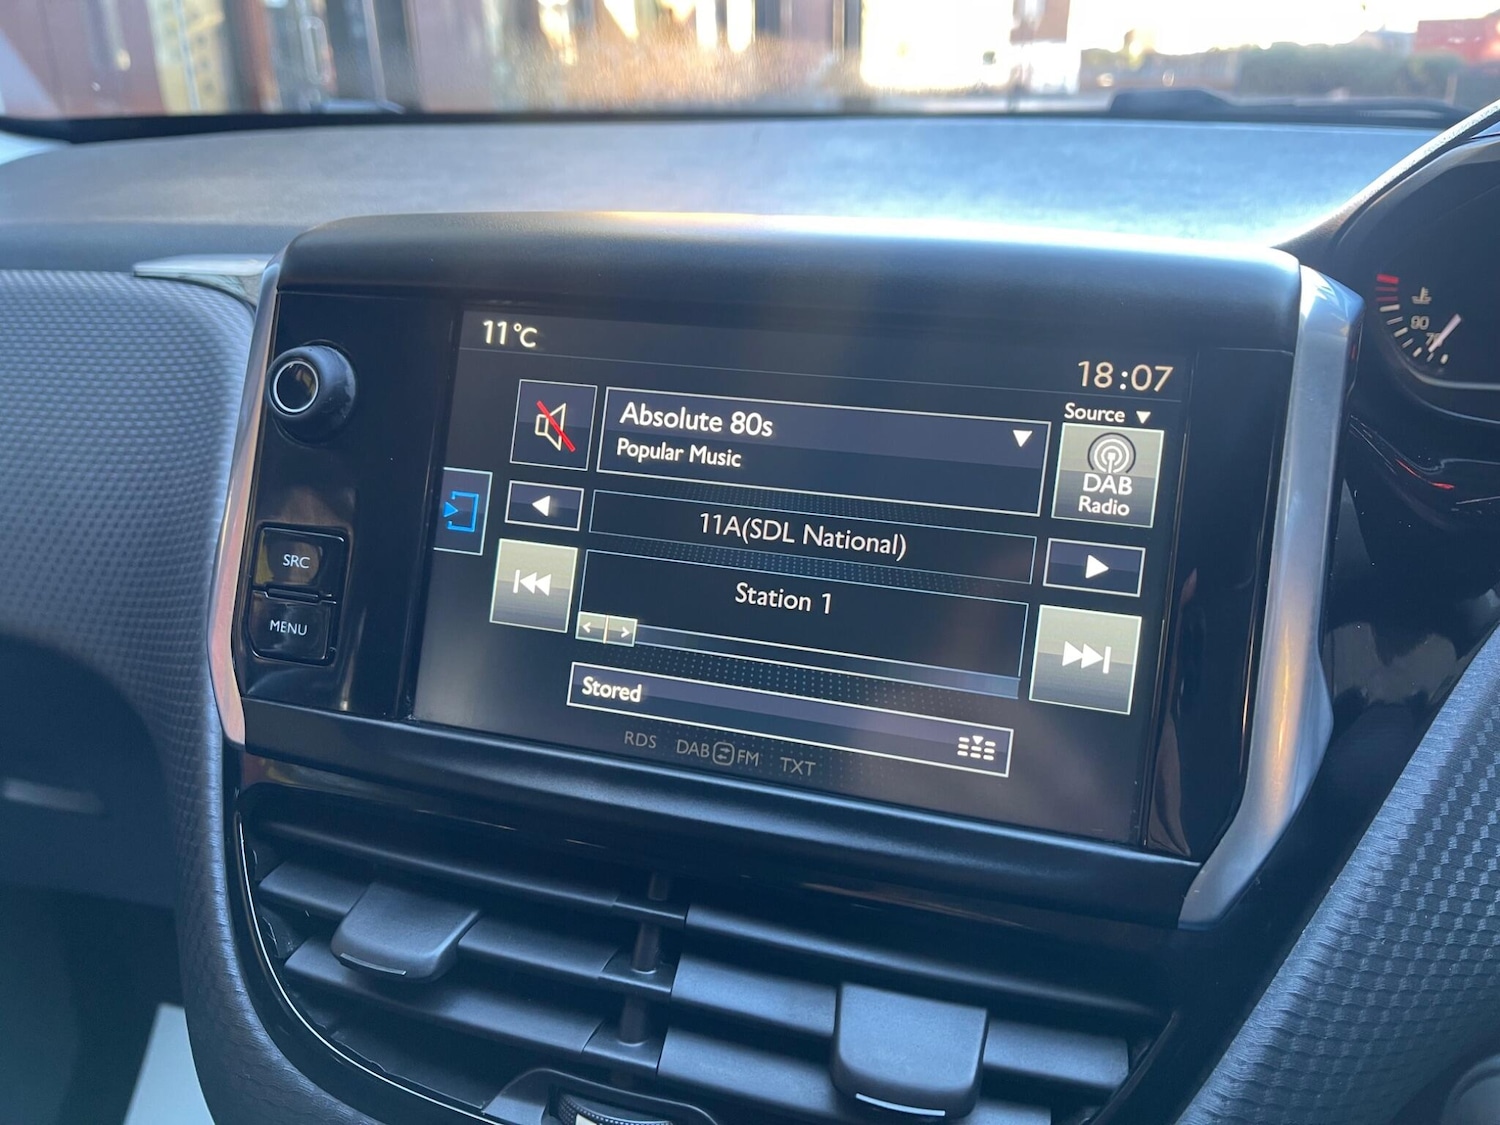 11°C
18:07
Source
Absolute 80s
Popular Music
DAB
Radio
11A(SDL National)
Station 1
SRC
MENU
Stored
RDS DAB FM TXT
90